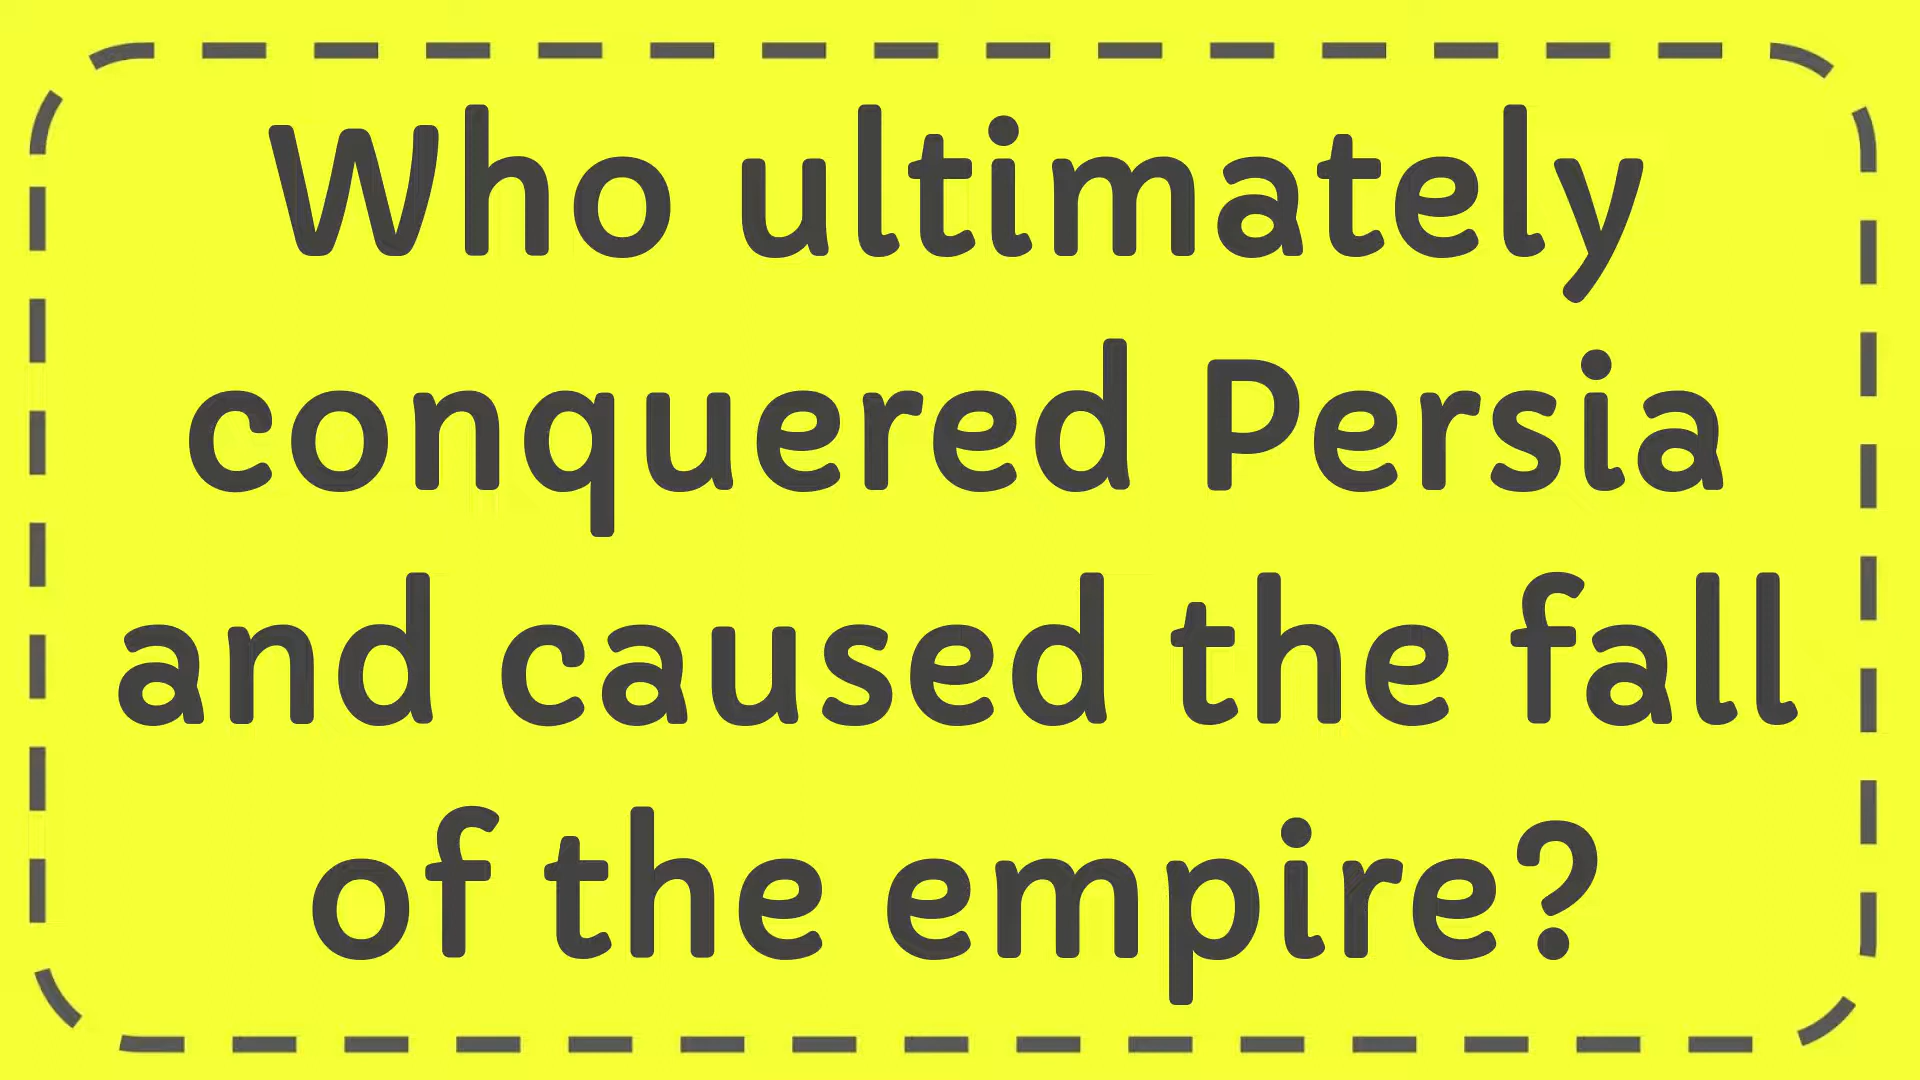 Who ultimately
conquered Persia
and caused the fall
of the empire?